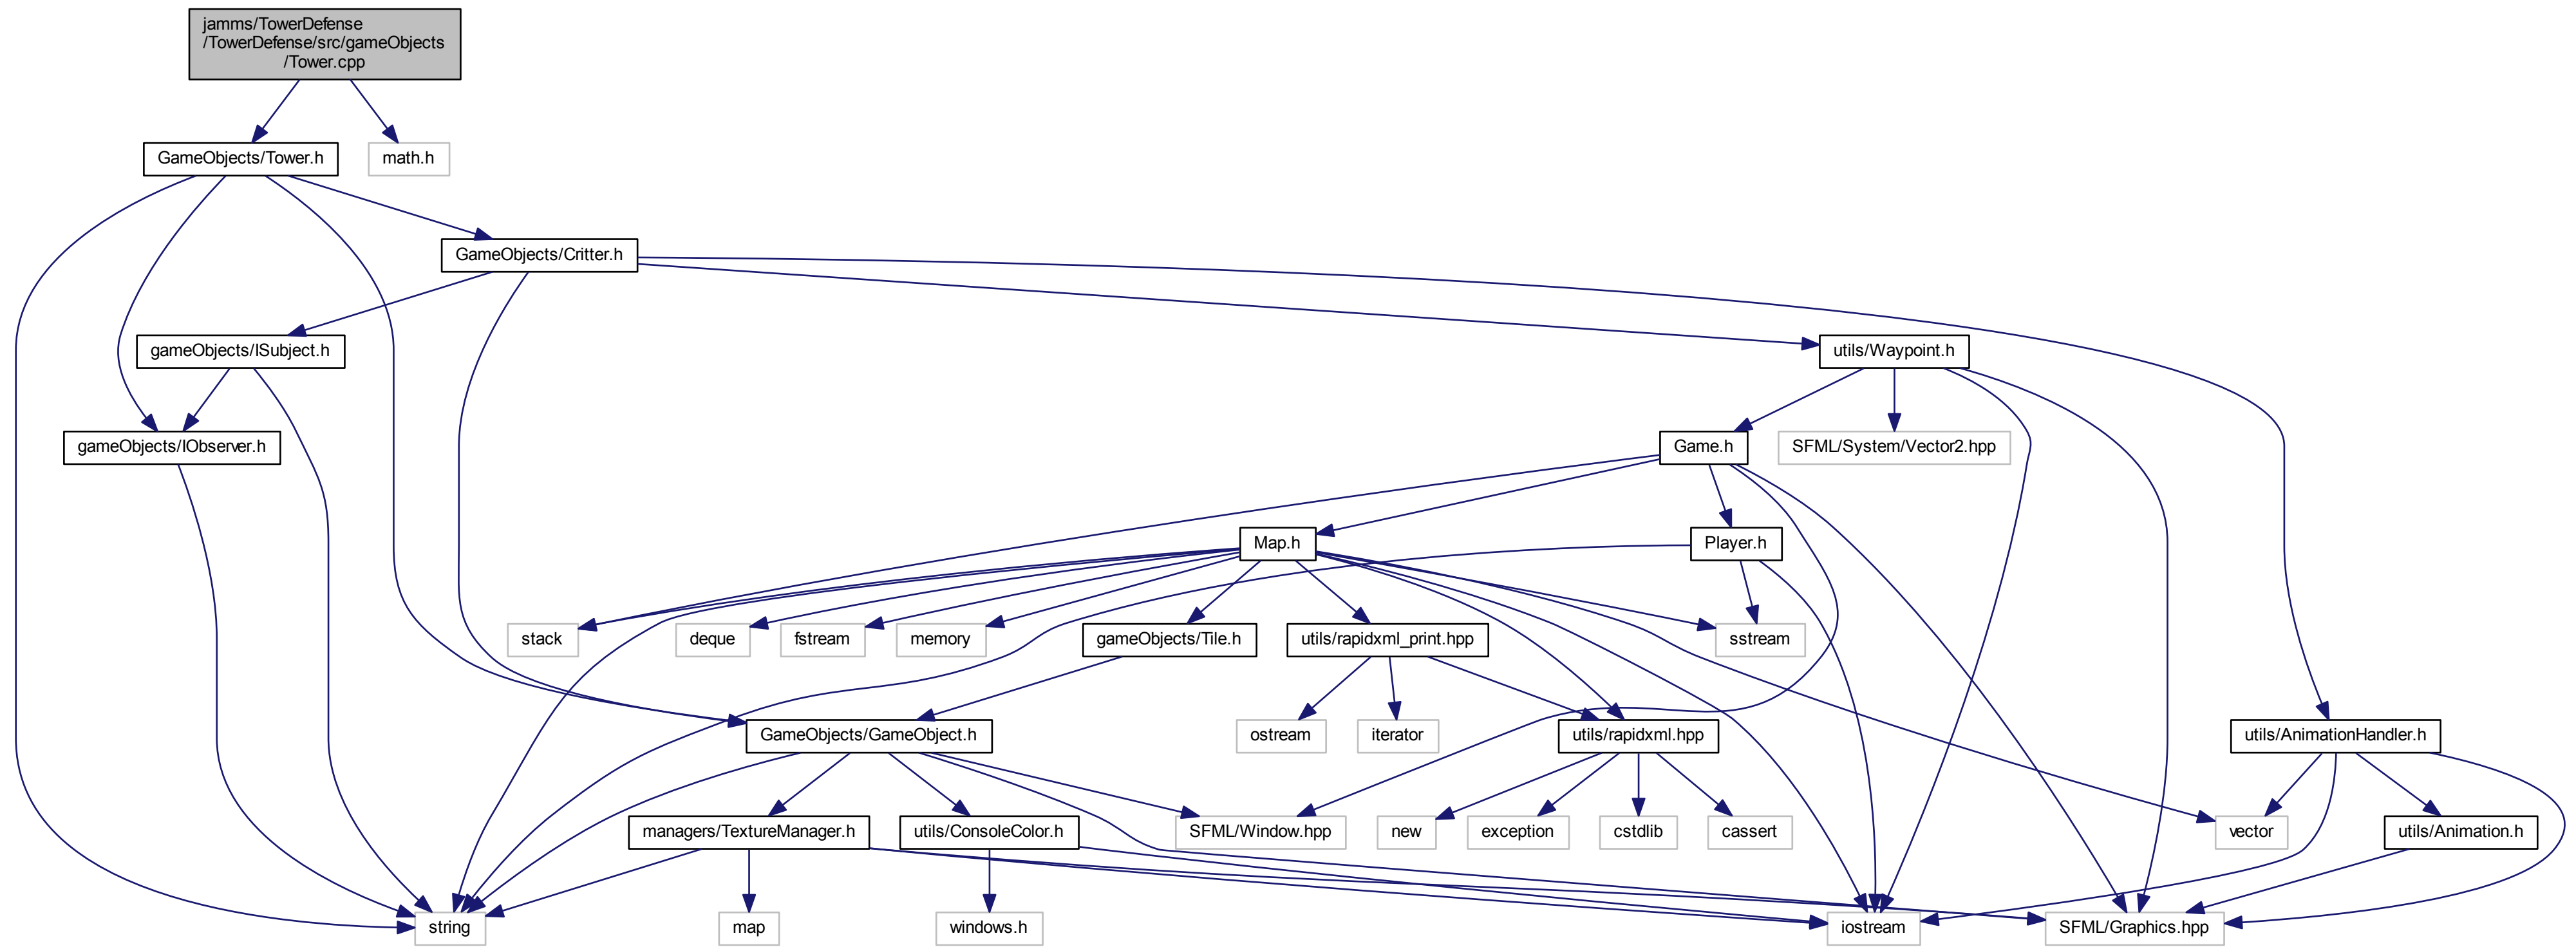 jamms/TowerDefense
/TowerDefense/src/gameObjects
/Tower.cpp
GameObjects/Tower.h
math.h
GameObjects/Critter.h
gameObjects/ISubject.h
utils/Waypoint.h
gameObjects/IObserver.h
Game.h
SFML/System/Vector2.hpp
Map.h
Player.h
stack
deque
fstream
memory
gameObjects/Tile.h
utils/rapidxml_print.hpp
sstream
GameObjects/GameObject.h
ostream
iterator
utils/rapidxml.hpp
utils/AnimationHandler.h
managers/TextureManager.h
utils/ConsoleColor.h
SFML/Window.hpp
new
exception
cstdlib
cassert
vector
utils/Animation.h
string
map
windows.h
iostream
SFML/Graphics.hpp